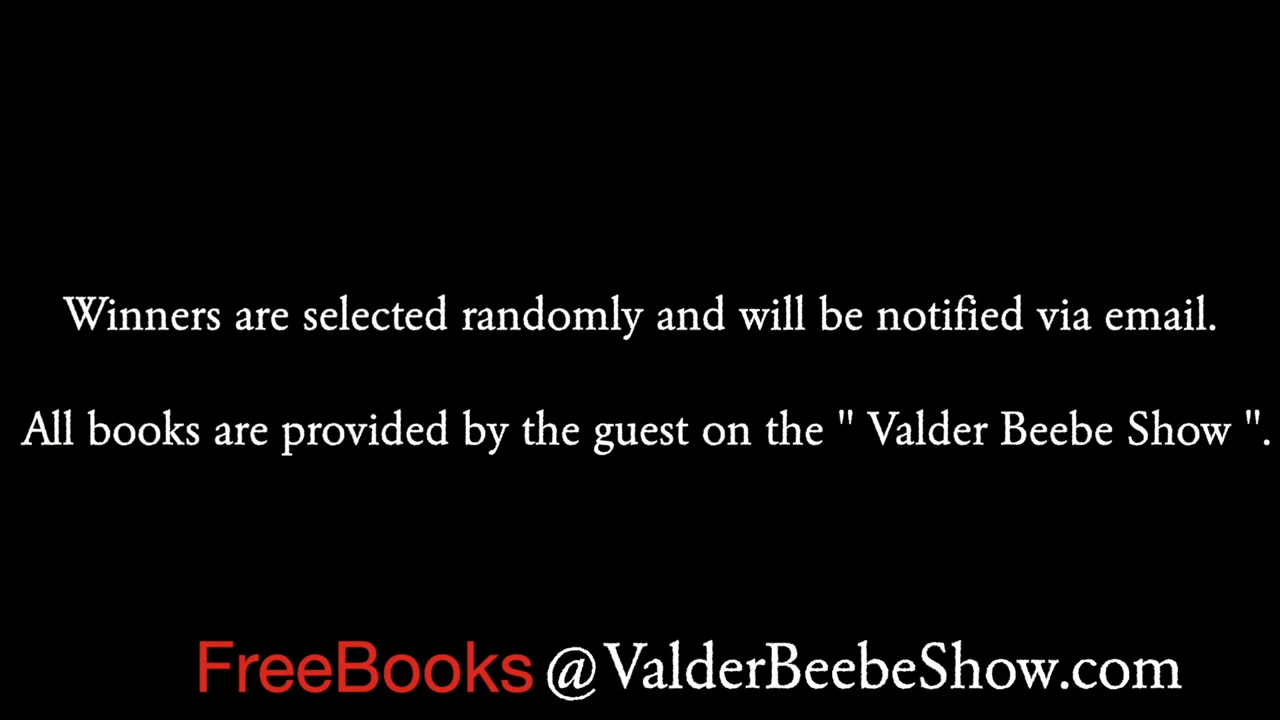 Winners are selected randomly and will be notified via email.
All books are provided by the guest on the " Valder Beebe Show ".
FreeBooks @ValderBeebeShow.com